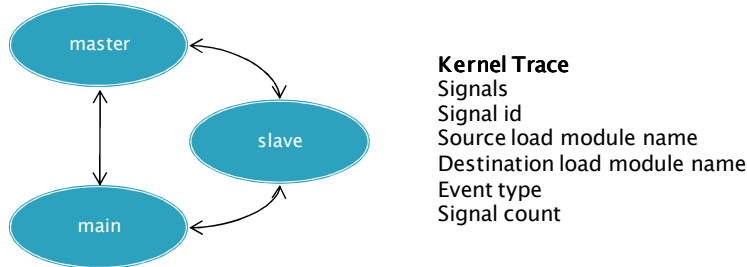 master
slave
main
Kernel Trace
Signals
Signal id
Source load module name
Destination load module name
Event type
Signal count